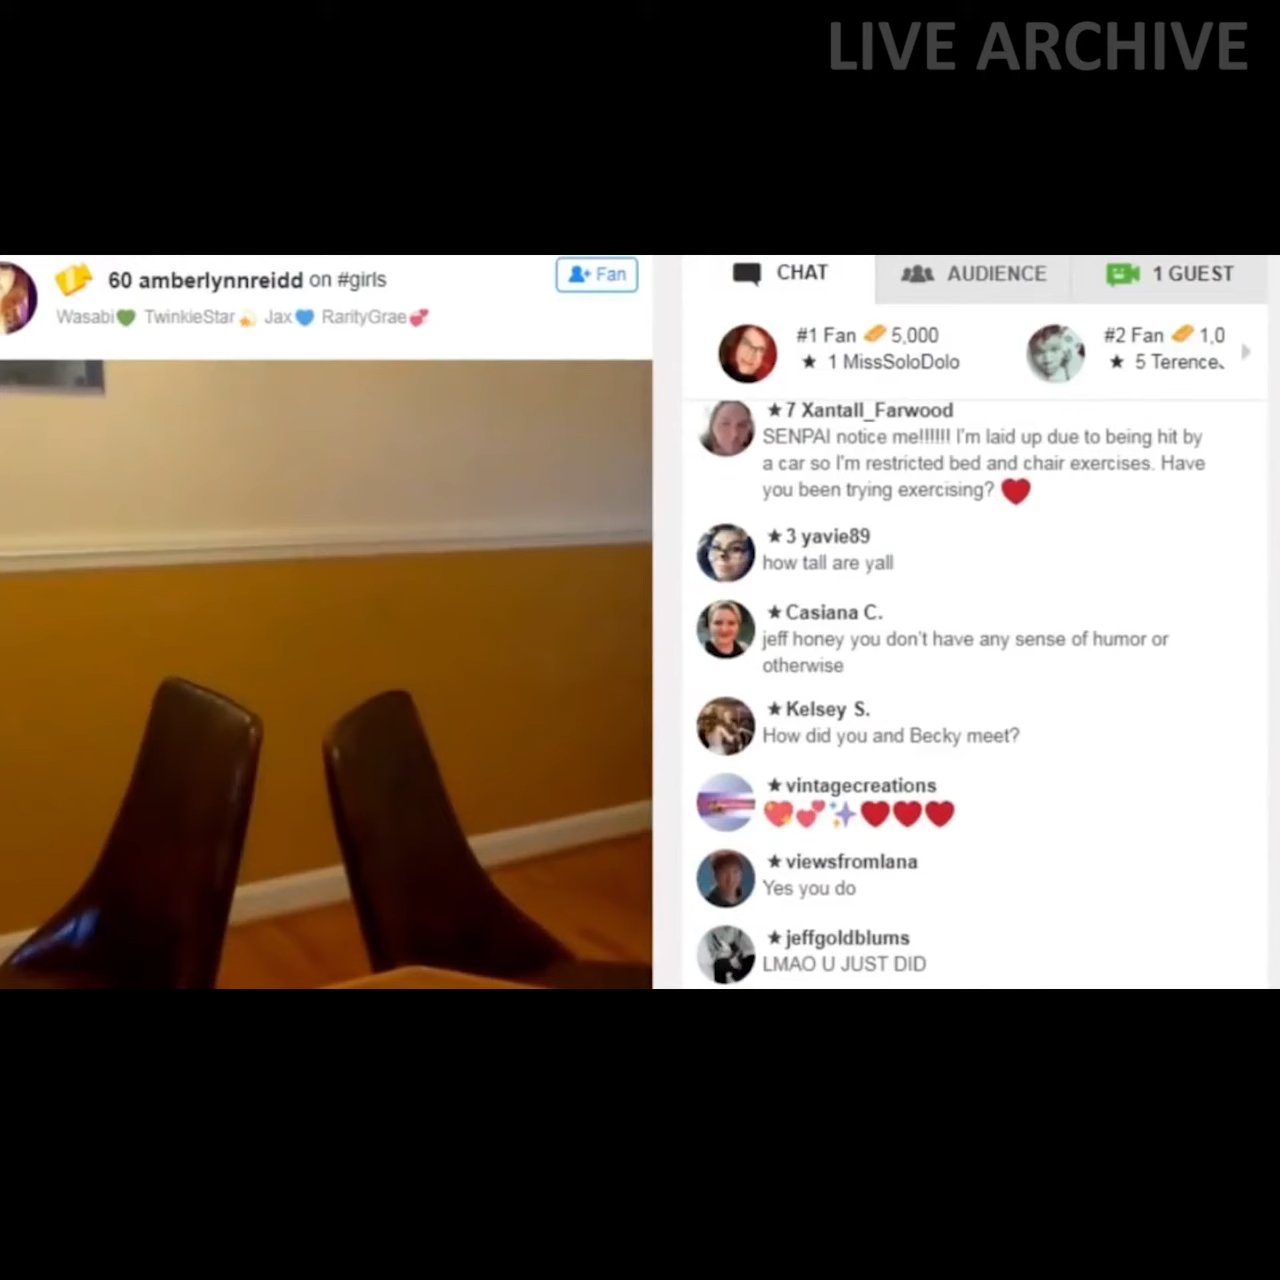 LIVE ARCHIVE
60 amberlynnreidd on #girls
Fan
Wasabi💚 TwinkieStar💫 Jax💙 RarityGrae💞
CHAT
AUDIENCE
1 GUEST
#1 Fan 5,000
★ 1 MissSoloDolo
#2 Fan 1,0
★ 5 Terence.
★7 Xantall_Farwood
SENPAI notice me!!!!!! I'm laid up due to being hit by
a car so I'm restricted bed and chair exercises. Have
you been trying exercising? ❤
★3 yavie89
how tall are yall
★Casiana C.
jeff honey you don't have any sense of humor or
otherwise
★Kelsey S.
How did you and Becky meet?
★vintagecreations
💖💕✨❤❤❤
★viewsfromlana
Yes you do
★jeffgoldblums
LMAO U JUST DID